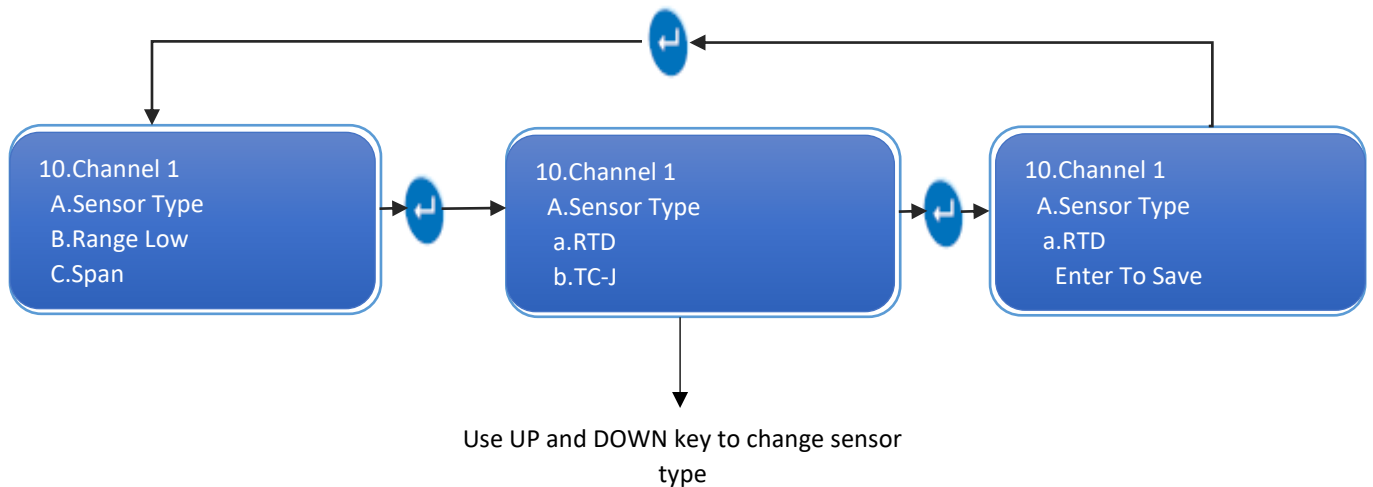 10.Channel 1
A.Sensor Type
B.Range Low
C.Span
10.Channel 1
A.Sensor Type
a.RTD
b.TC-J
10.Channel 1
A.Sensor Type
a.RTD
Enter To Save
Use UP and DOWN key to change sensor
type